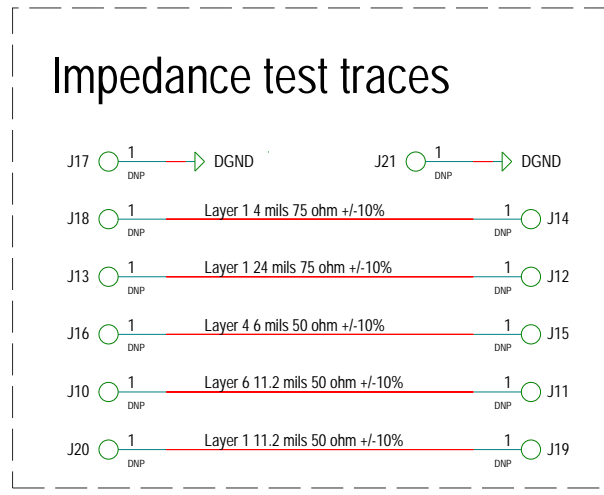 Impedance test traces
J17 1 DNP DGND J21 1 DNP DGND
J18 1 DNP Layer 1 4 mils 75 ohm +/-10% 1 DNP J14
J13 1 DNP Layer 1 24 mils 75 ohm +/-10% 1 DNP J12
J16 1 DNP Layer 4 6 mils 50 ohm +/-10% 1 DNP J15
J10 1 DNP Layer 6 11.2 mils 50 ohm +/-10% 1 DNP J11
J20 1 DNP Layer 1 11.2 mils 50 ohm +/-10% 1 DNP J19